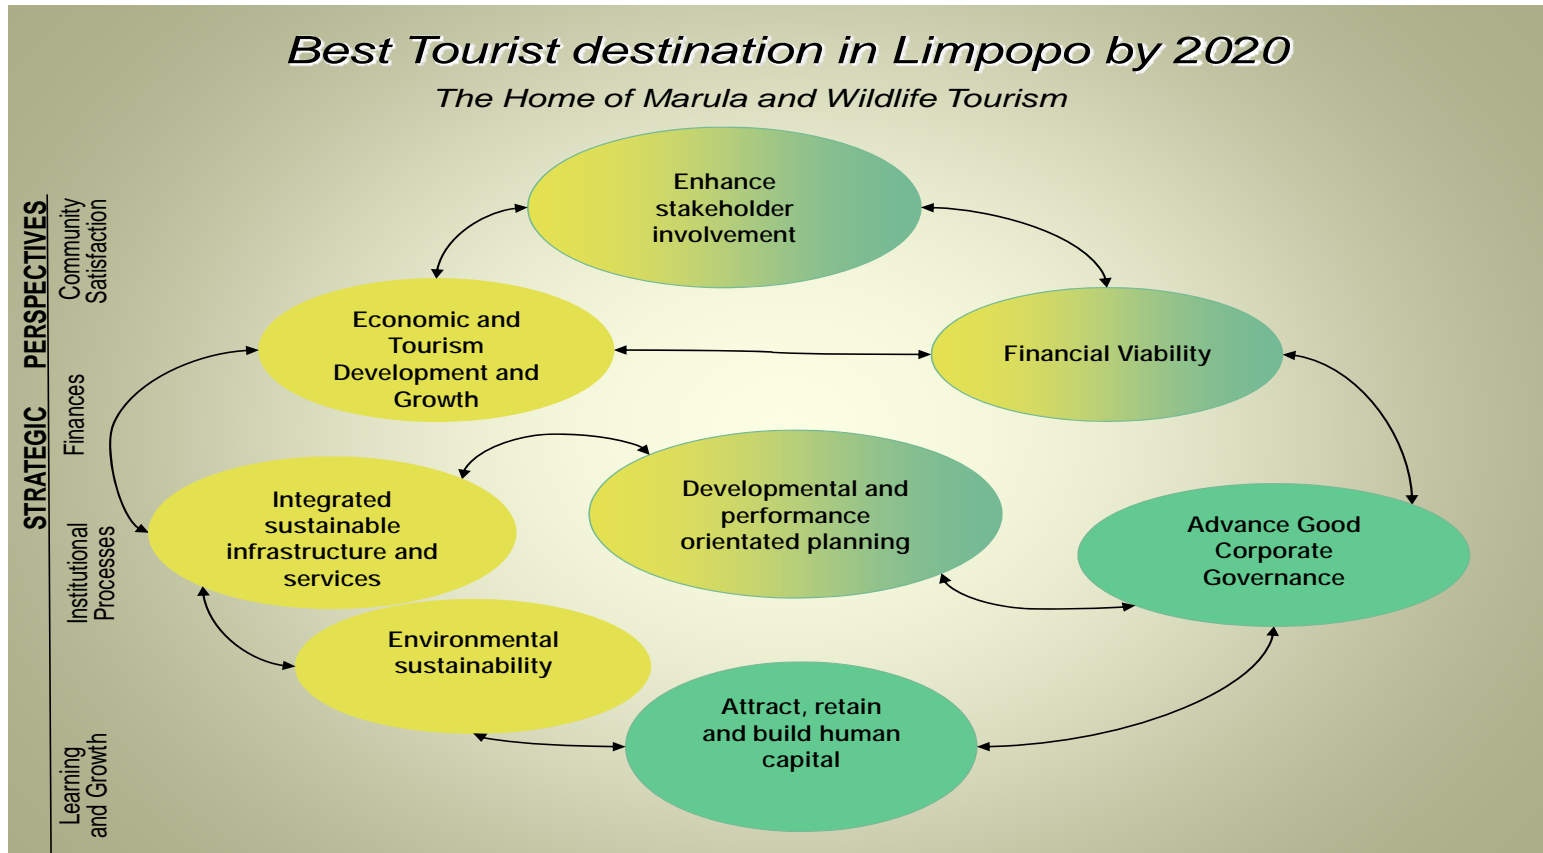 Best Tourist destination in Limpopo by 2020
The Home of Marula and Wildlife Tourism
STRATEGIC PERSPECTIVES
Community
Satisfaction
Finances
Institutional
Processes
Learning
and Growth
Enhance
stakeholder
involvement
Economic and
Tourism
Development and
Growth
Financial Viability
Integrated
sustainable
infrastructure and
services
Developmental and
performance
orientated planning
Advance Good
Corporate
Governance
Environmental
sustainability
Attract, retain
and build human
capital